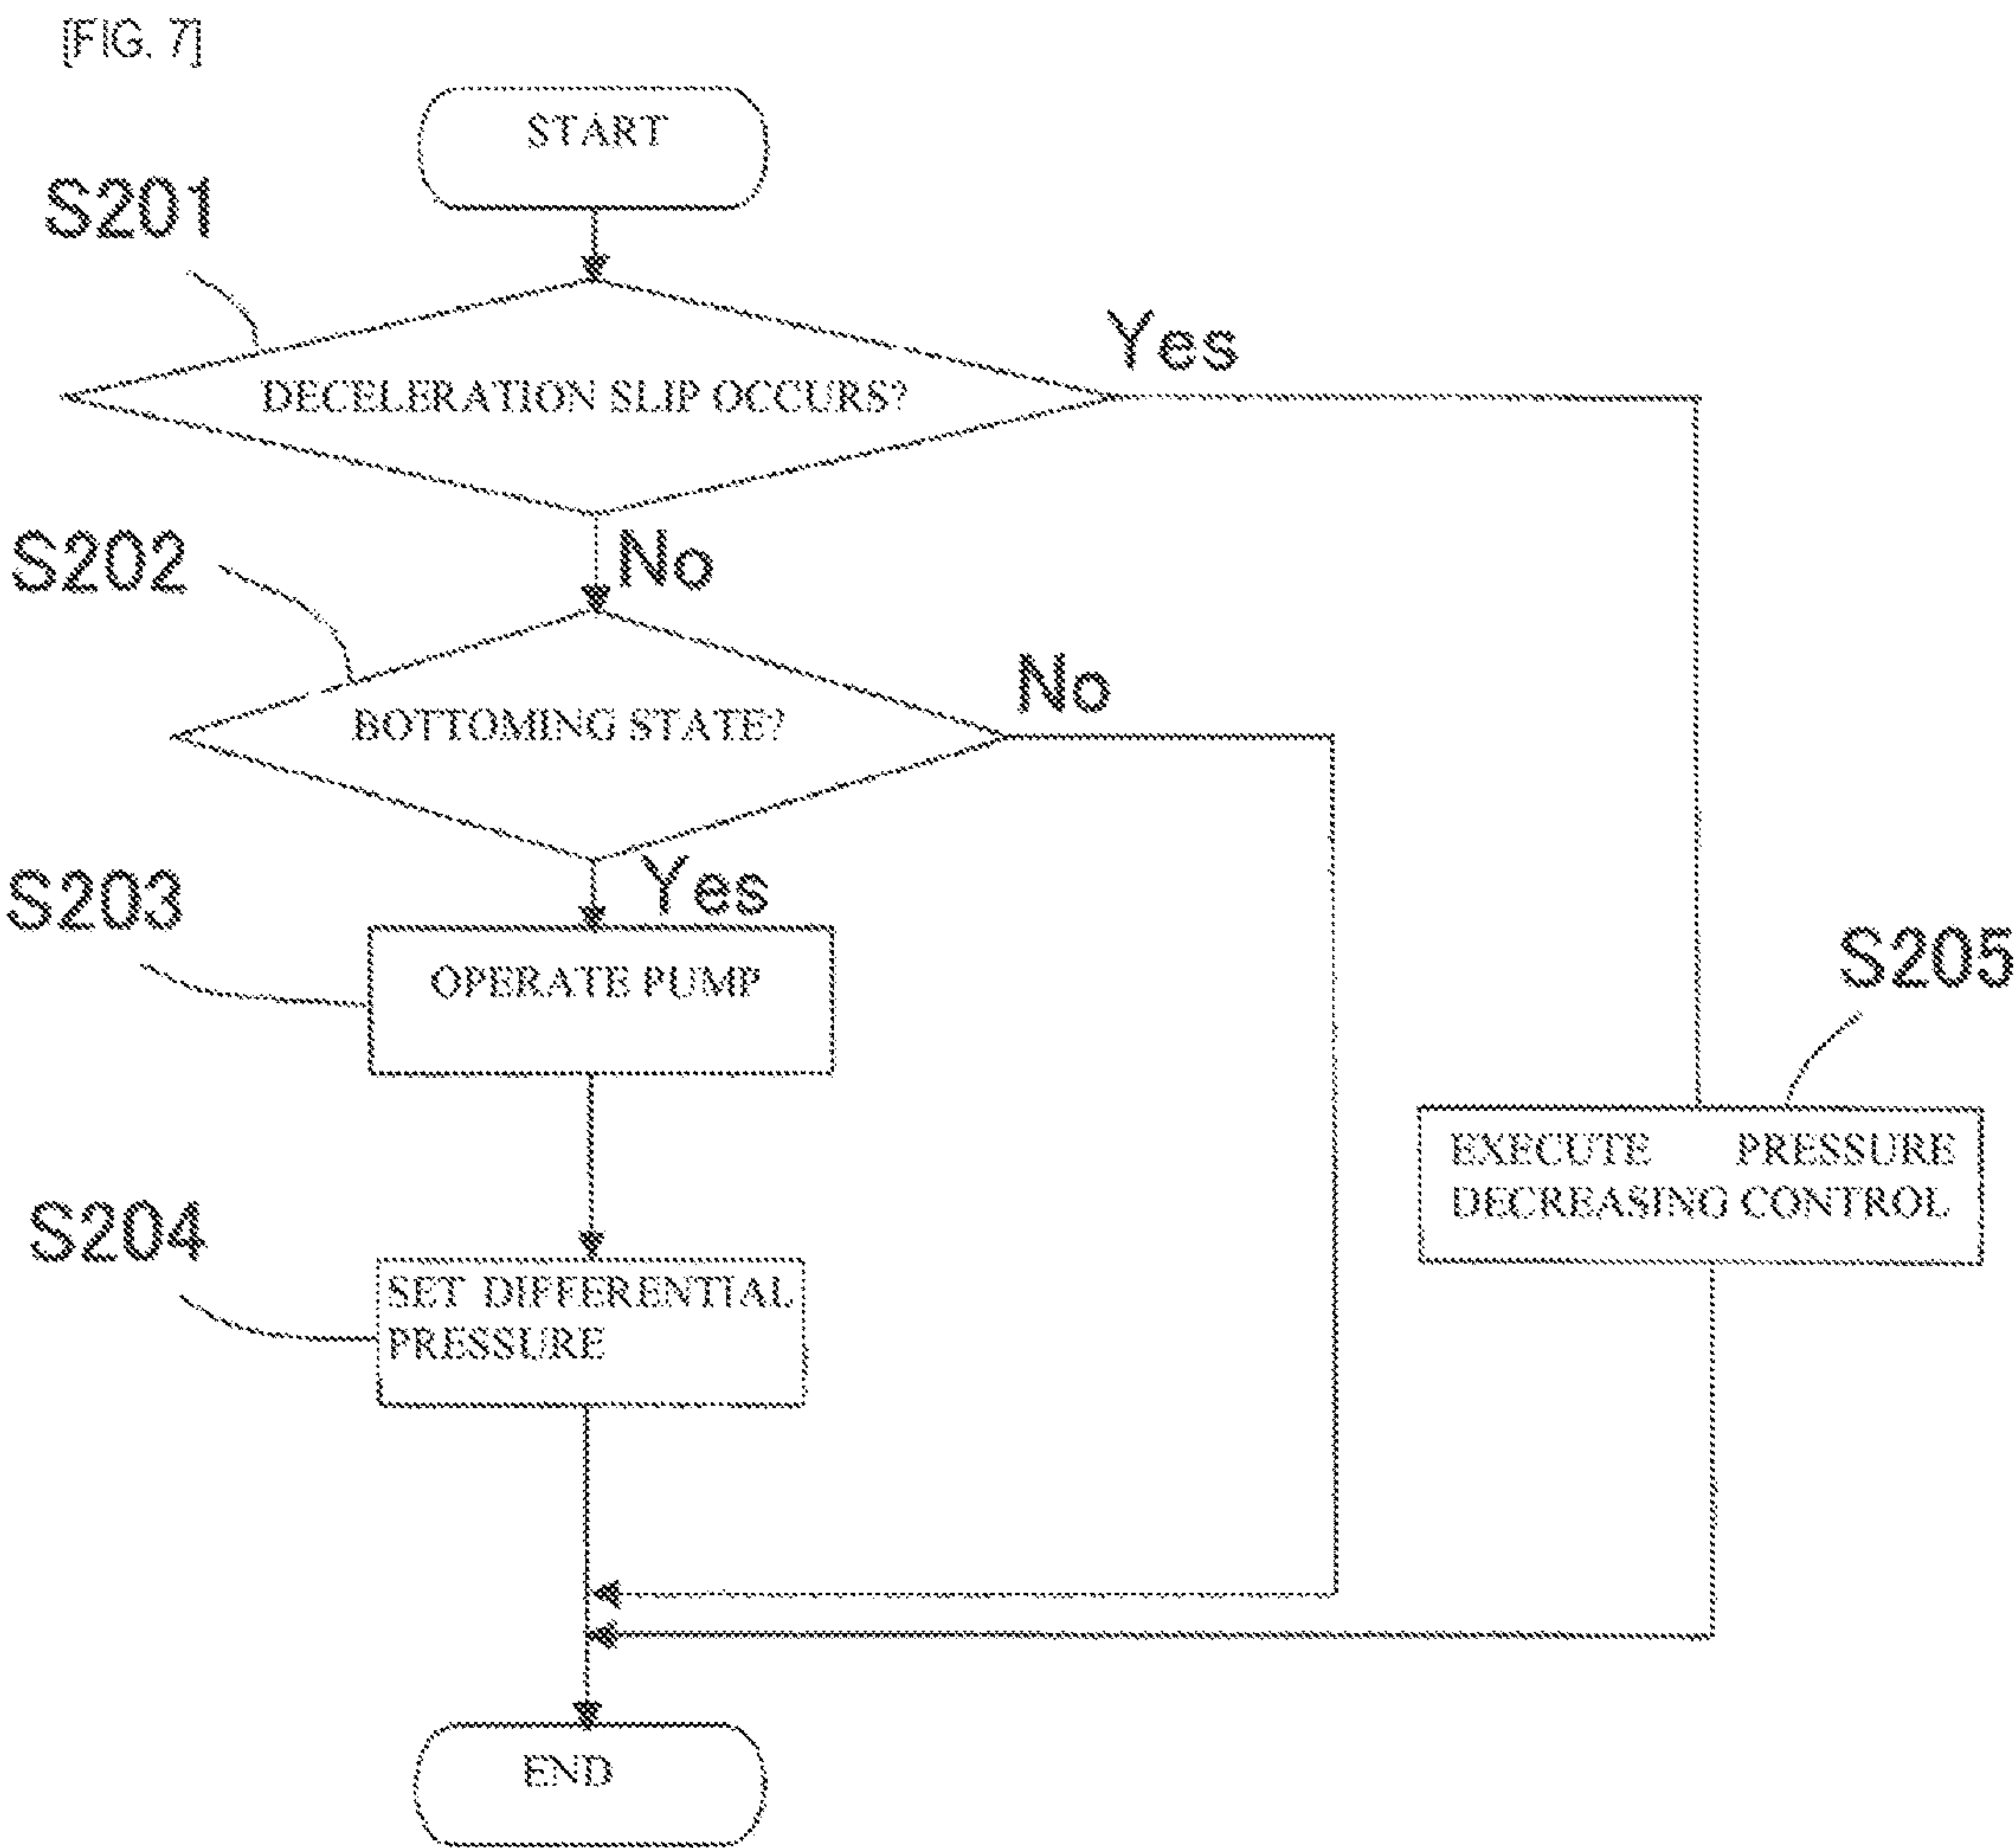 [FIG. 7]
START
S201
Yes
DECELERATION SLIP OCCURS?
No
S202
No
BOTTOMING STATE?
Yes
S203
OPERATE PUMP
S205
EXECUTE PRESSURE
DECREASING CONTROL
S204
SET DIFFERENTIAL
PRESSURE
END